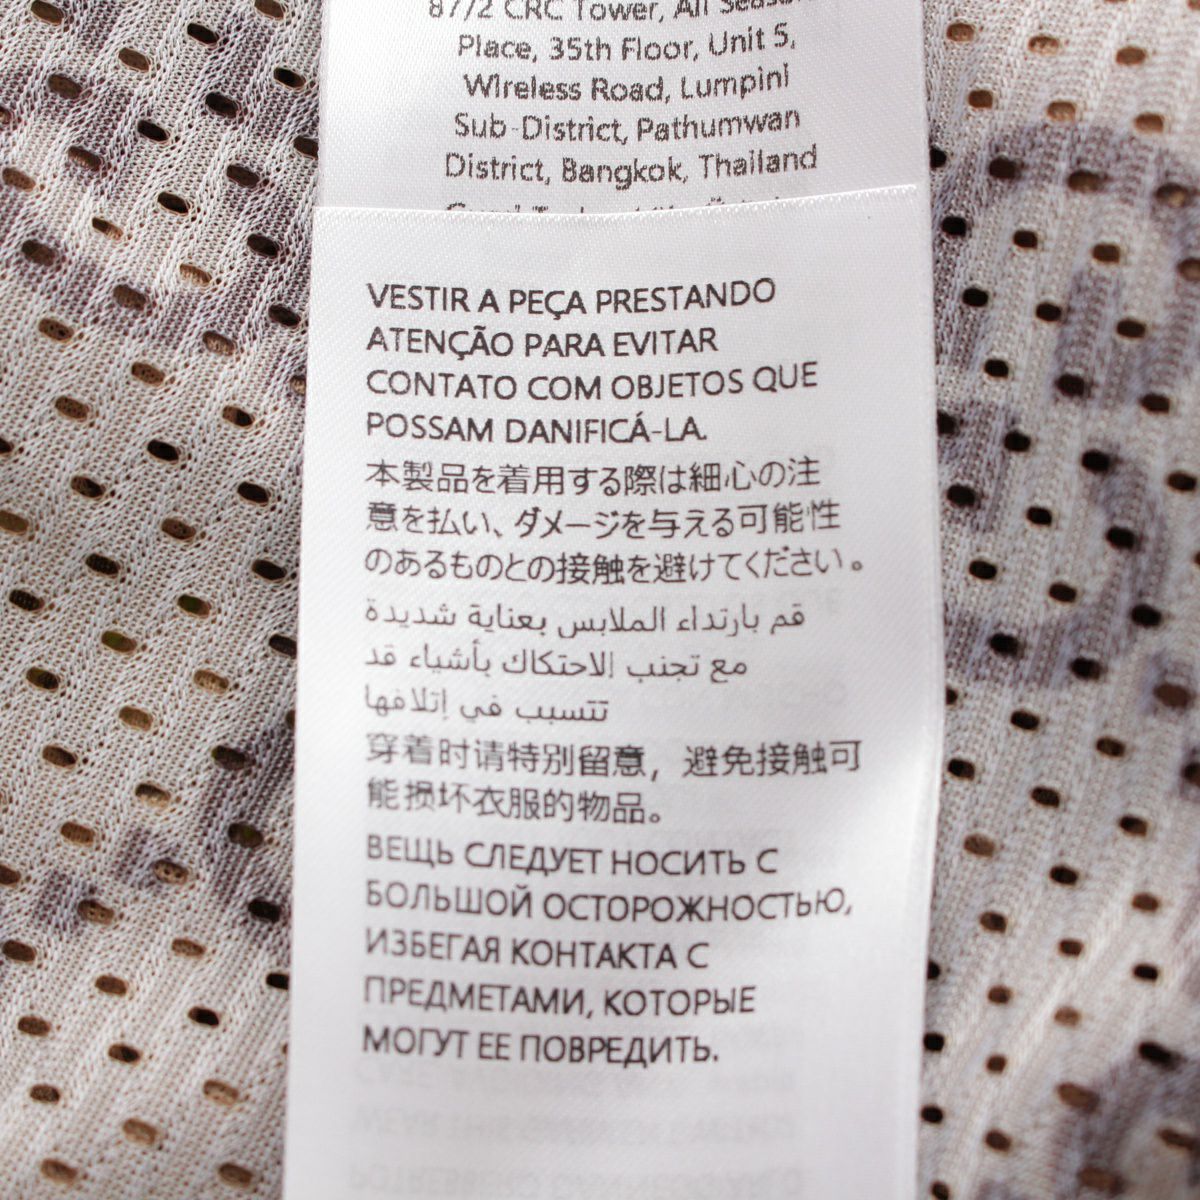 87/2 CRC Tower, All
Place, 35th Floor, Unit 5,
Wireless Road, Lumpini
Sub-District, Pathumwan
District, Bangkok, Thailand
VESTIR A PEÇA PRESTANDO
ATENÇÃO PARA EVITAR
CONTATO COM OBJETOS QUE
POSSAM DANIFICÁ-LA.
本製品を着用する際は細心の注
意を払い、ダメージを与える可能性
のあるものとの接触を避けてください。
قم بارتداء الملابس بعناية شديدة
مع تجنب الاحتكاك بأشياء قد
تتسبب في إتلافها
穿着时请特别留意，避免接触可
能损坏衣服的物品。
ВЕЩЬ СЛЕДУЕТ НОСИТЬ С
БОЛЬШОЙ ОСТОРОЖНОСТЬЮ,
ИЗБЕГАЯ КОНТАКТА С
ПРЕДМЕТАМИ, КОТОРЫЕ
МОГУТ ЕЕ ПОВРЕДИТЬ.